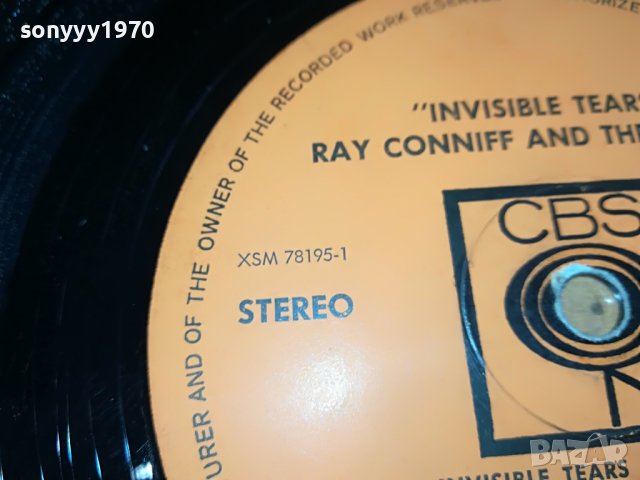 sonyyy1970
URER AND OF THE OWNER OF THE RECORDED WORK RESERVED
"INVISIBLE TEARS
RAY CONNIFF AND THE
CBS
XSM 78195-1
STEREO
INVISIBLE TEARS
BAZAR